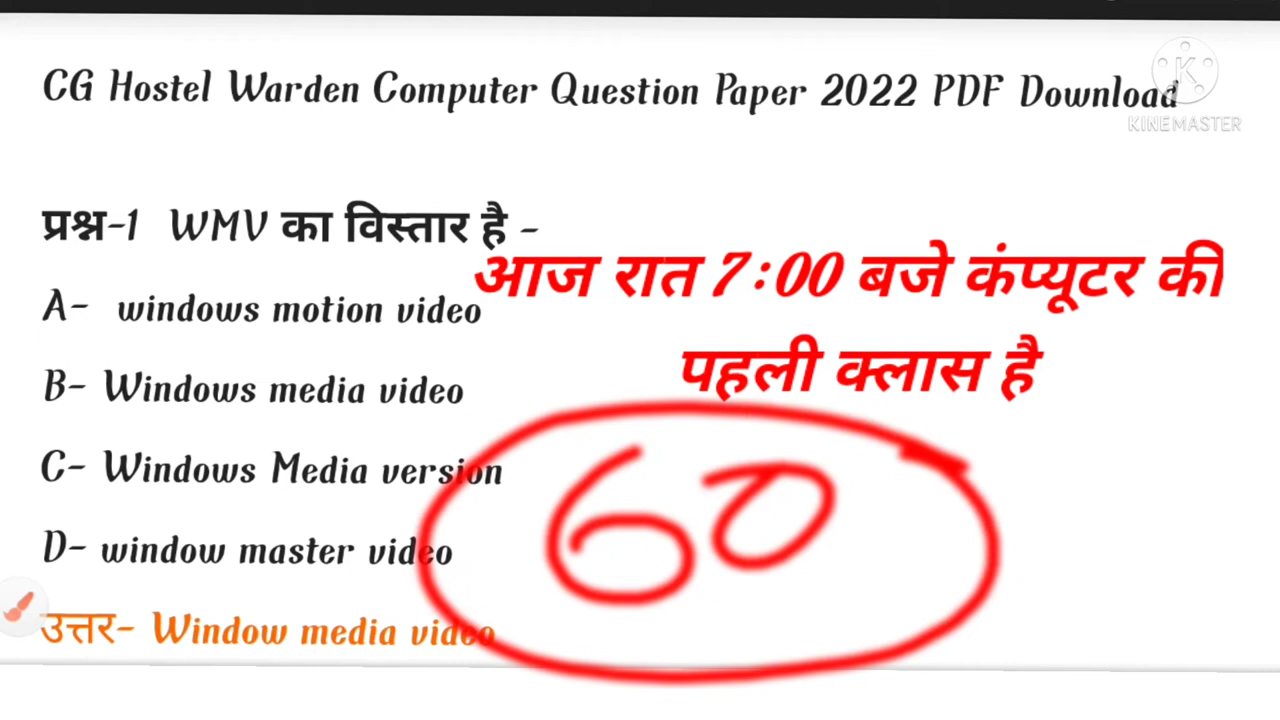 CG Hostel Warden Computer Question Paper 2022 PDF Download
KINEMASTER
प्रश्न-1 WMV का विस्तार है -
आज रात 7:00 बजे कंप्यूटर की
पहली क्लास है
A- windows motion video
B- Windows media video
C- Windows Media version
D- window master video
60
उत्तर- Window media video